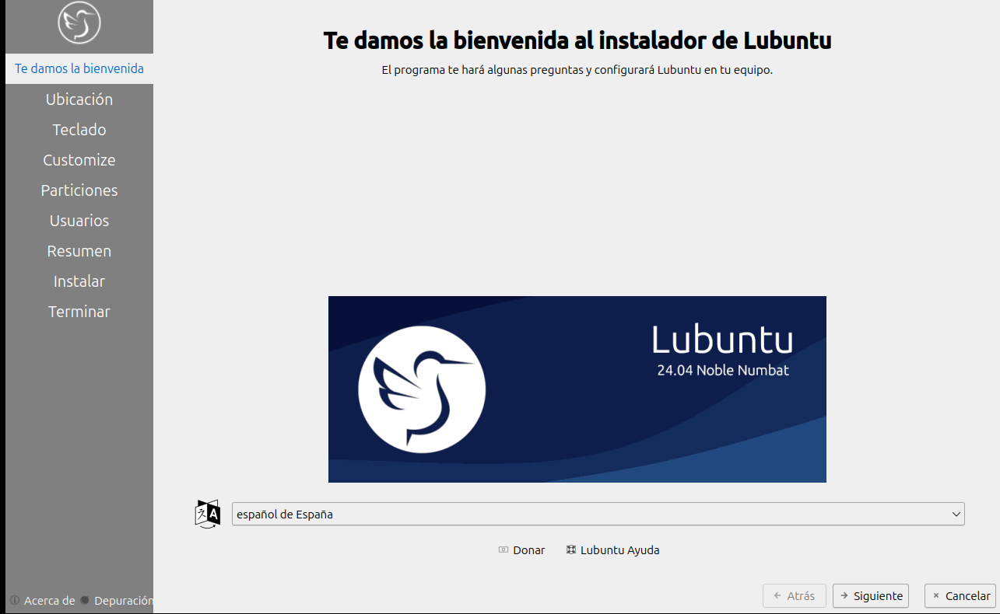 Te damos la bienvenida
Ubicación
Teclado
Customize
Particiones
Usuarios
Resumen
Instalar
Terminar
Acerca de Depuración
Te damos la bienvenida al instalador de Lubuntu
El programa te hará algunas preguntas y configurará Lubuntu en tu equipo.
Lubuntu
24.04 Noble Numbat
español de España
Donar Lubuntu Ayuda
Atrás Siguiente Cancelar